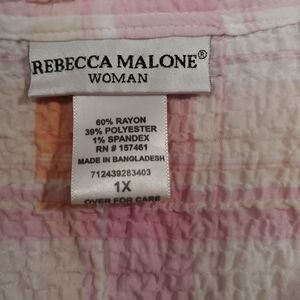 REBECCA MALONE®
WOMAN
60% RAYON
39% POLYESTER
1% SPANDEX
RN # 157461
MADE IN BANGLADESH
712439283403
1X
OVER FOR CARE